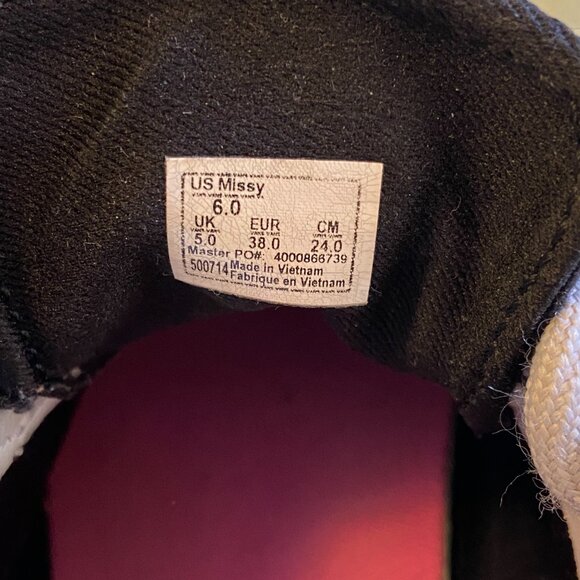 US Missy
6.0
UK EUR CM
5.0 38.0 24.0
Master PO#: 4000866739
500714 Made in Vietnam
Fabrique en Vietnam